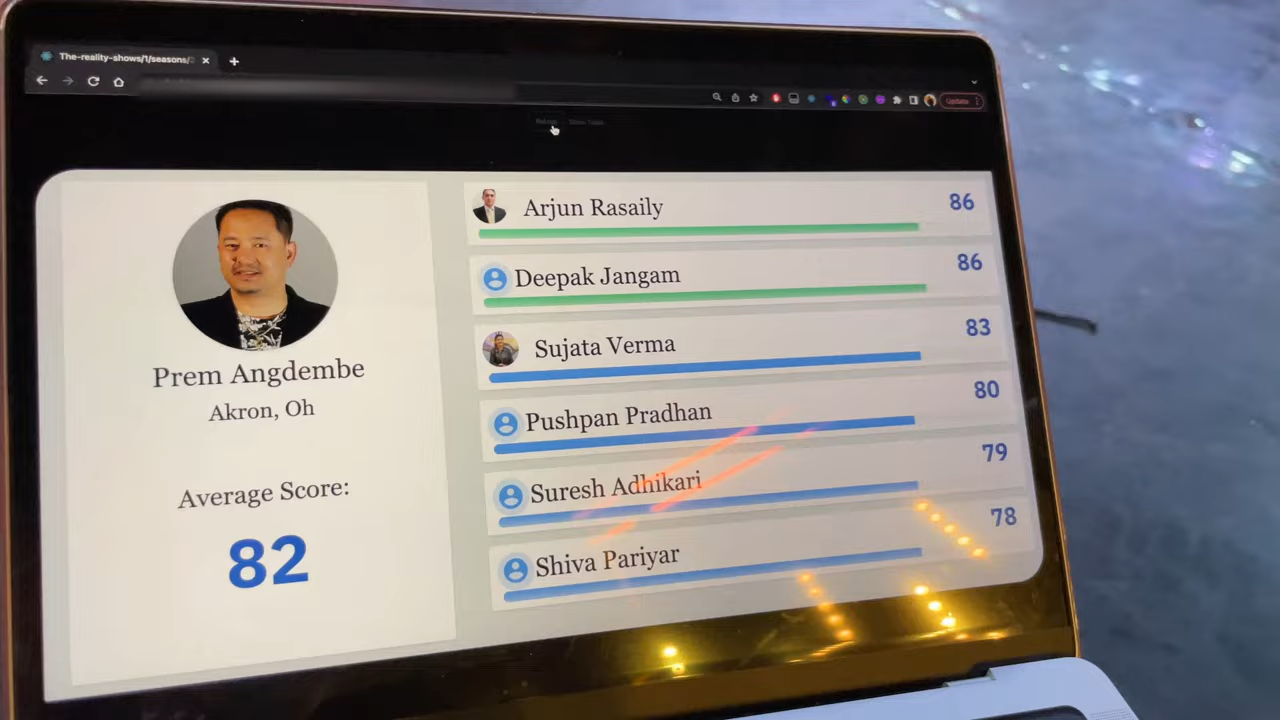 The-reality-shows/1/seasons/
Update
Prem Angdembe
Akron, Oh
Average Score:
82
Arjun Rasaily
86
Deepak Jangam
86
Sujata Verma
83
Pushpan Pradhan
80
Suresh Adhikari
79
Shiva Pariyar
78